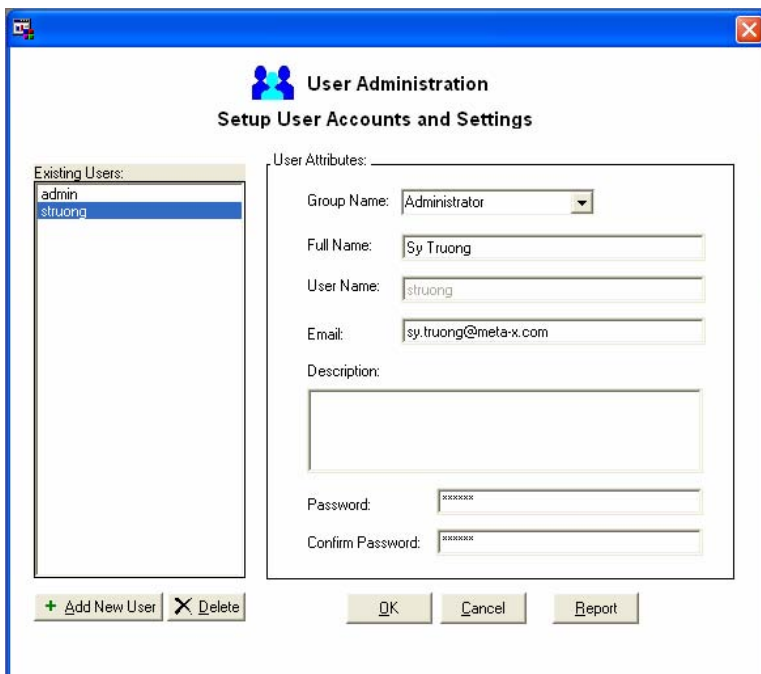 User Administration
Setup User Accounts and Settings
Existing Users:
admin
struong
User Attributes:
Group Name: Administrator
Full Name: Sy Truong
User Name: struong
Email: sy.truong@meta-x.com
Description:
Password: ******
Confirm Password: ******
+ Add New User
X Delete
OK
Cancel
Report